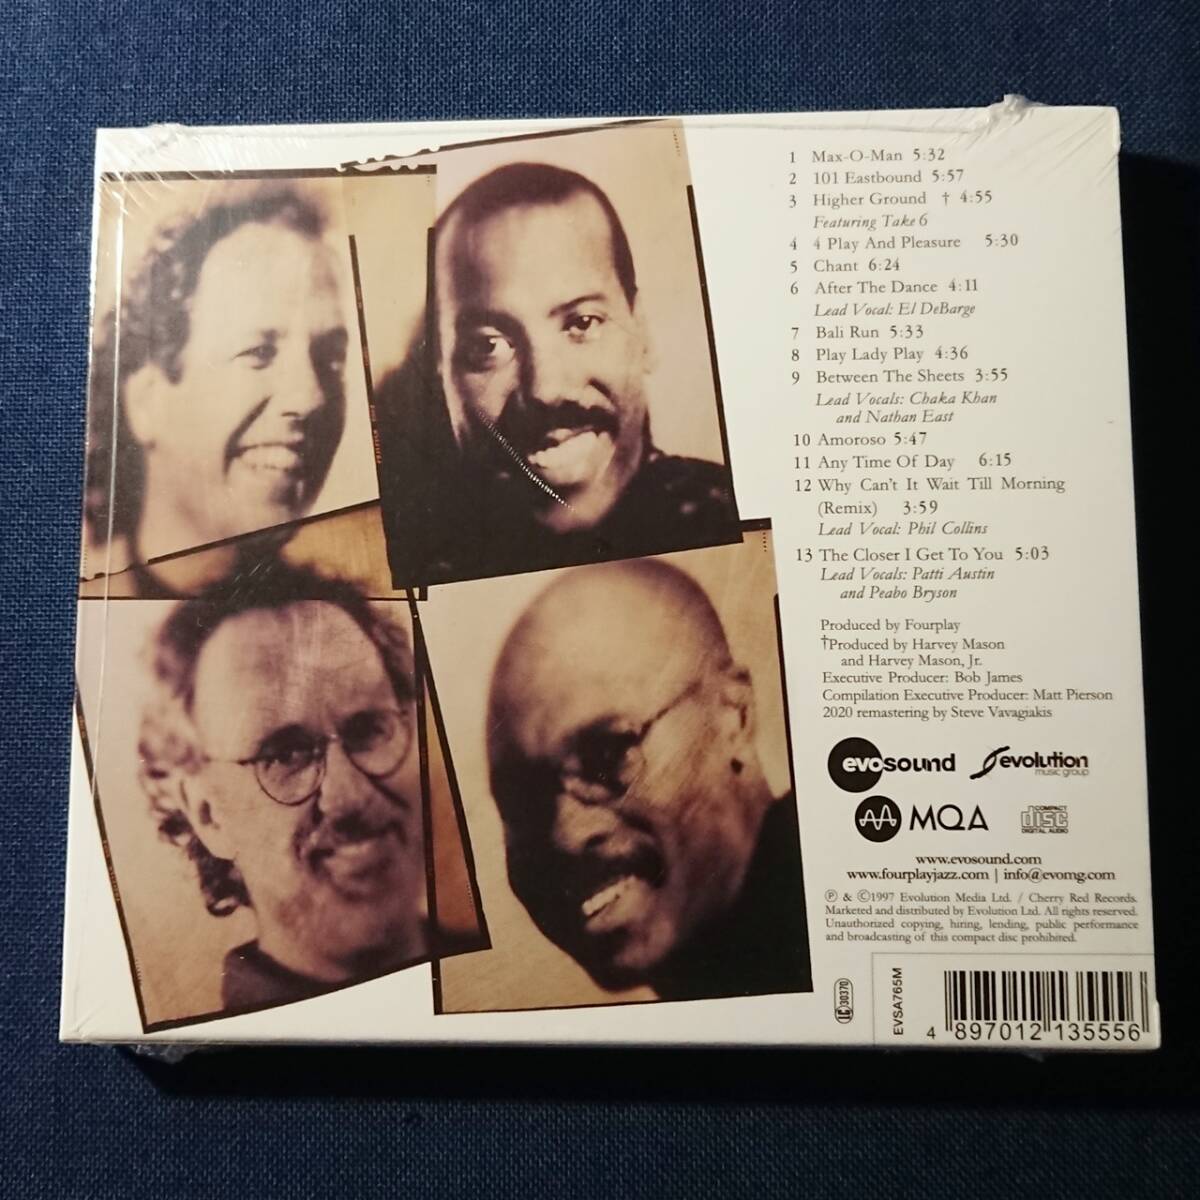 1 Max-O-Man 5:32
2 101 Eastbound 5:57
3 Higher Ground † 4:55
Featuring Take 6
4 4 Play And Pleasure 5:30
5 Chant 6:24
6 After The Dance 4:11
Lead Vocal: El DeBarge
7 Bali Run 5:33
8 Play Lady Play 4:36
9 Between The Sheets 3:55
Lead Vocals: Chaka Khan
and Nathan East
10 Amoroso 5:47
11 Any Time Of Day 6:15
12 Why Can't It Wait Till Morning
(Remix) 3:59
Lead Vocal: Phil Collins
13 The Closer I Get To You 5:03
Lead Vocals: Patti Austin
and Peabo Bryson
Produced by Fourplay
†Produced by Harvey Mason
and Harvey Mason, Jr.
Executive Producer: Bob James
Compilation Executive Producer: Matt Pierson
2020 remastering by Steve Vavagiakis
evosound evolution
music group
MQA COMPACT
disc
DIGITAL AUDIO
www.evosound.com
www.fourplayjazz.com | info@evomg.com
℗ & ©1997 Evolution Media Ltd. / Cherry Red Records.
Marketed and distributed by Evolution Ltd. All rights reserved.
Unauthorized copying, hiring, lending, public performance
and broadcasting of this compact disc prohibited.
LC 30370
EVSA765M
4 897012 135556